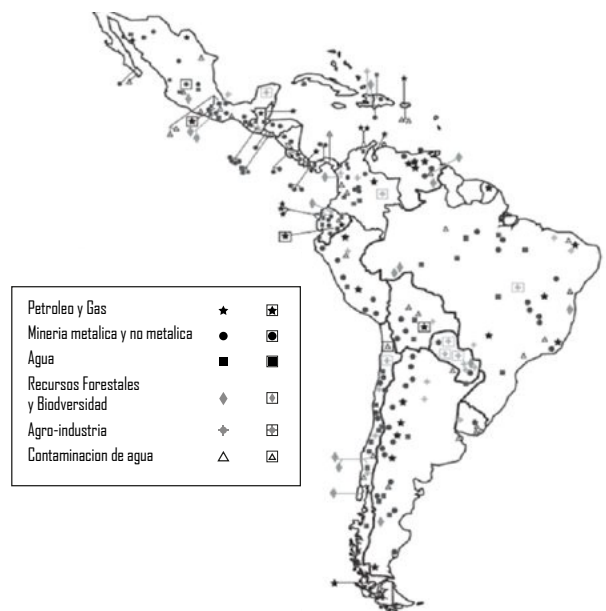 Petroleo y Gas
Mineria metalica y no metalica
Agua
Recursos Forestales
y Biodversidad
Agro-industria
Contaminacion de agua